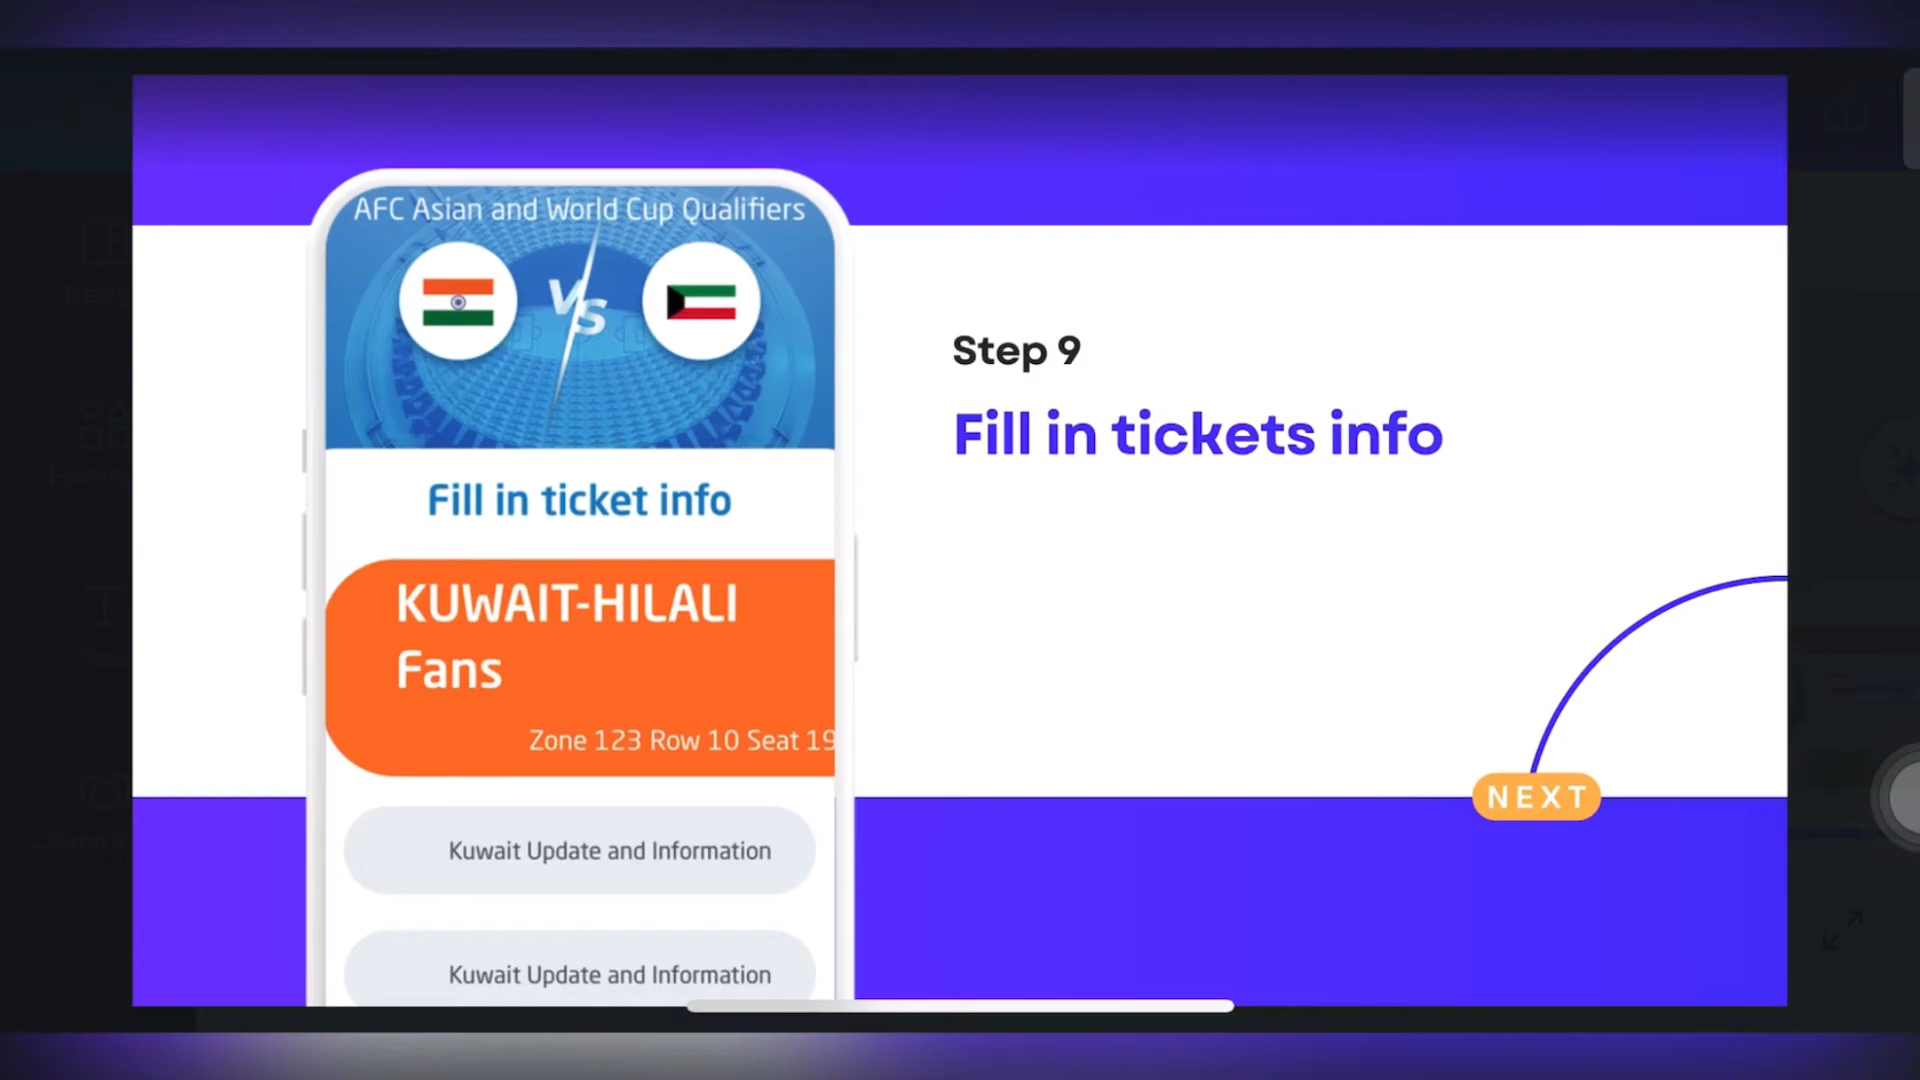 AFC Asian and World Cup Qualifiers
VS
Fill in ticket info
KUWAIT-HILALI
Fans
Zone 123 Row 10 Seat 19
Kuwait Update and Information
Kuwait Update and Information
Step 9
Fill in tickets info
NEXT